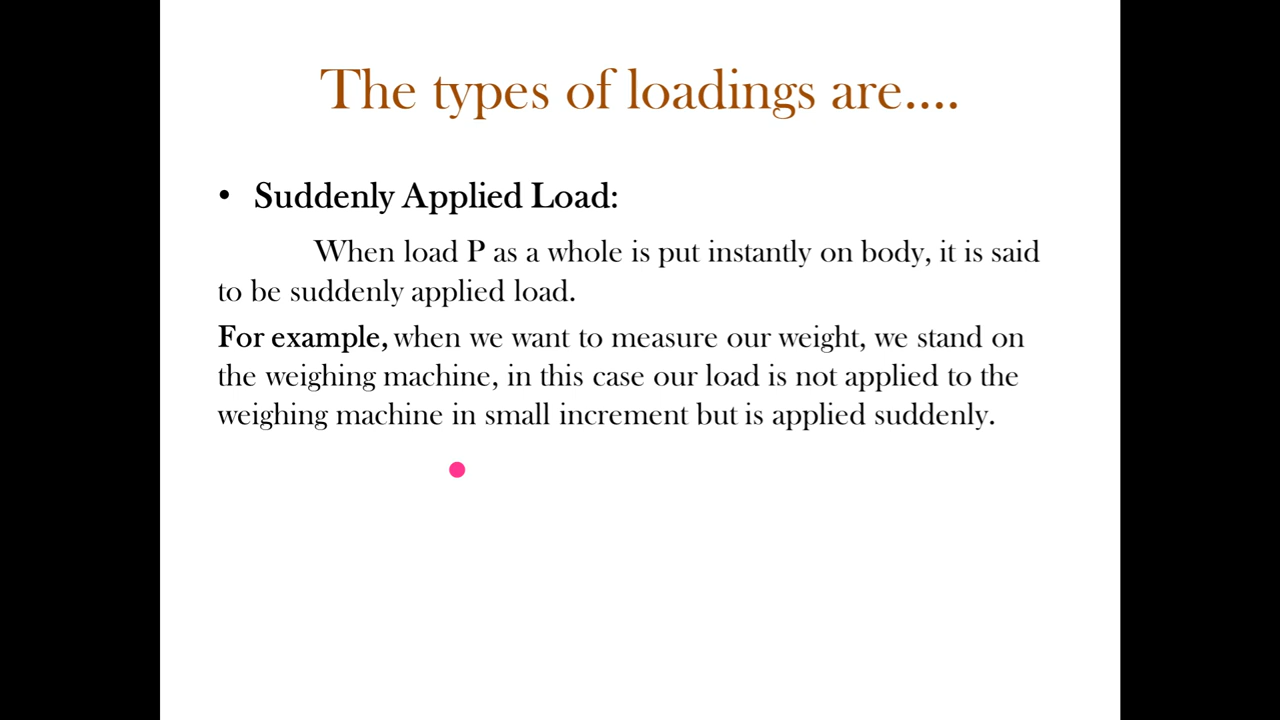 The types of loadings are....
• Suddenly Applied Load:
When load P as a whole is put instantly on body, it is said
to be suddenly applied load.
For example, when we want to measure our weight, we stand on
the weighing machine, in this case our load is not applied to the
weighing machine in small increment but is applied suddenly.